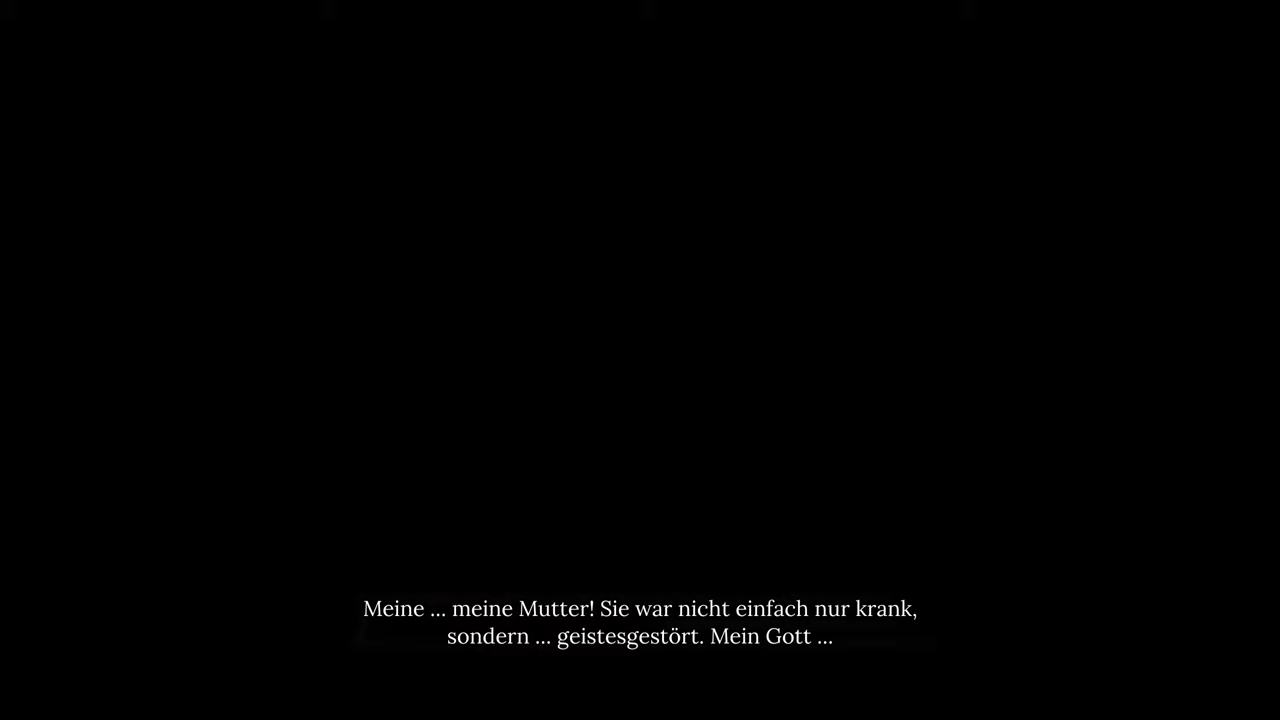 Meine ... meine Mutter! Sie war nicht einfach nur krank,
sondern ... geistesgestört. Mein Gott ...